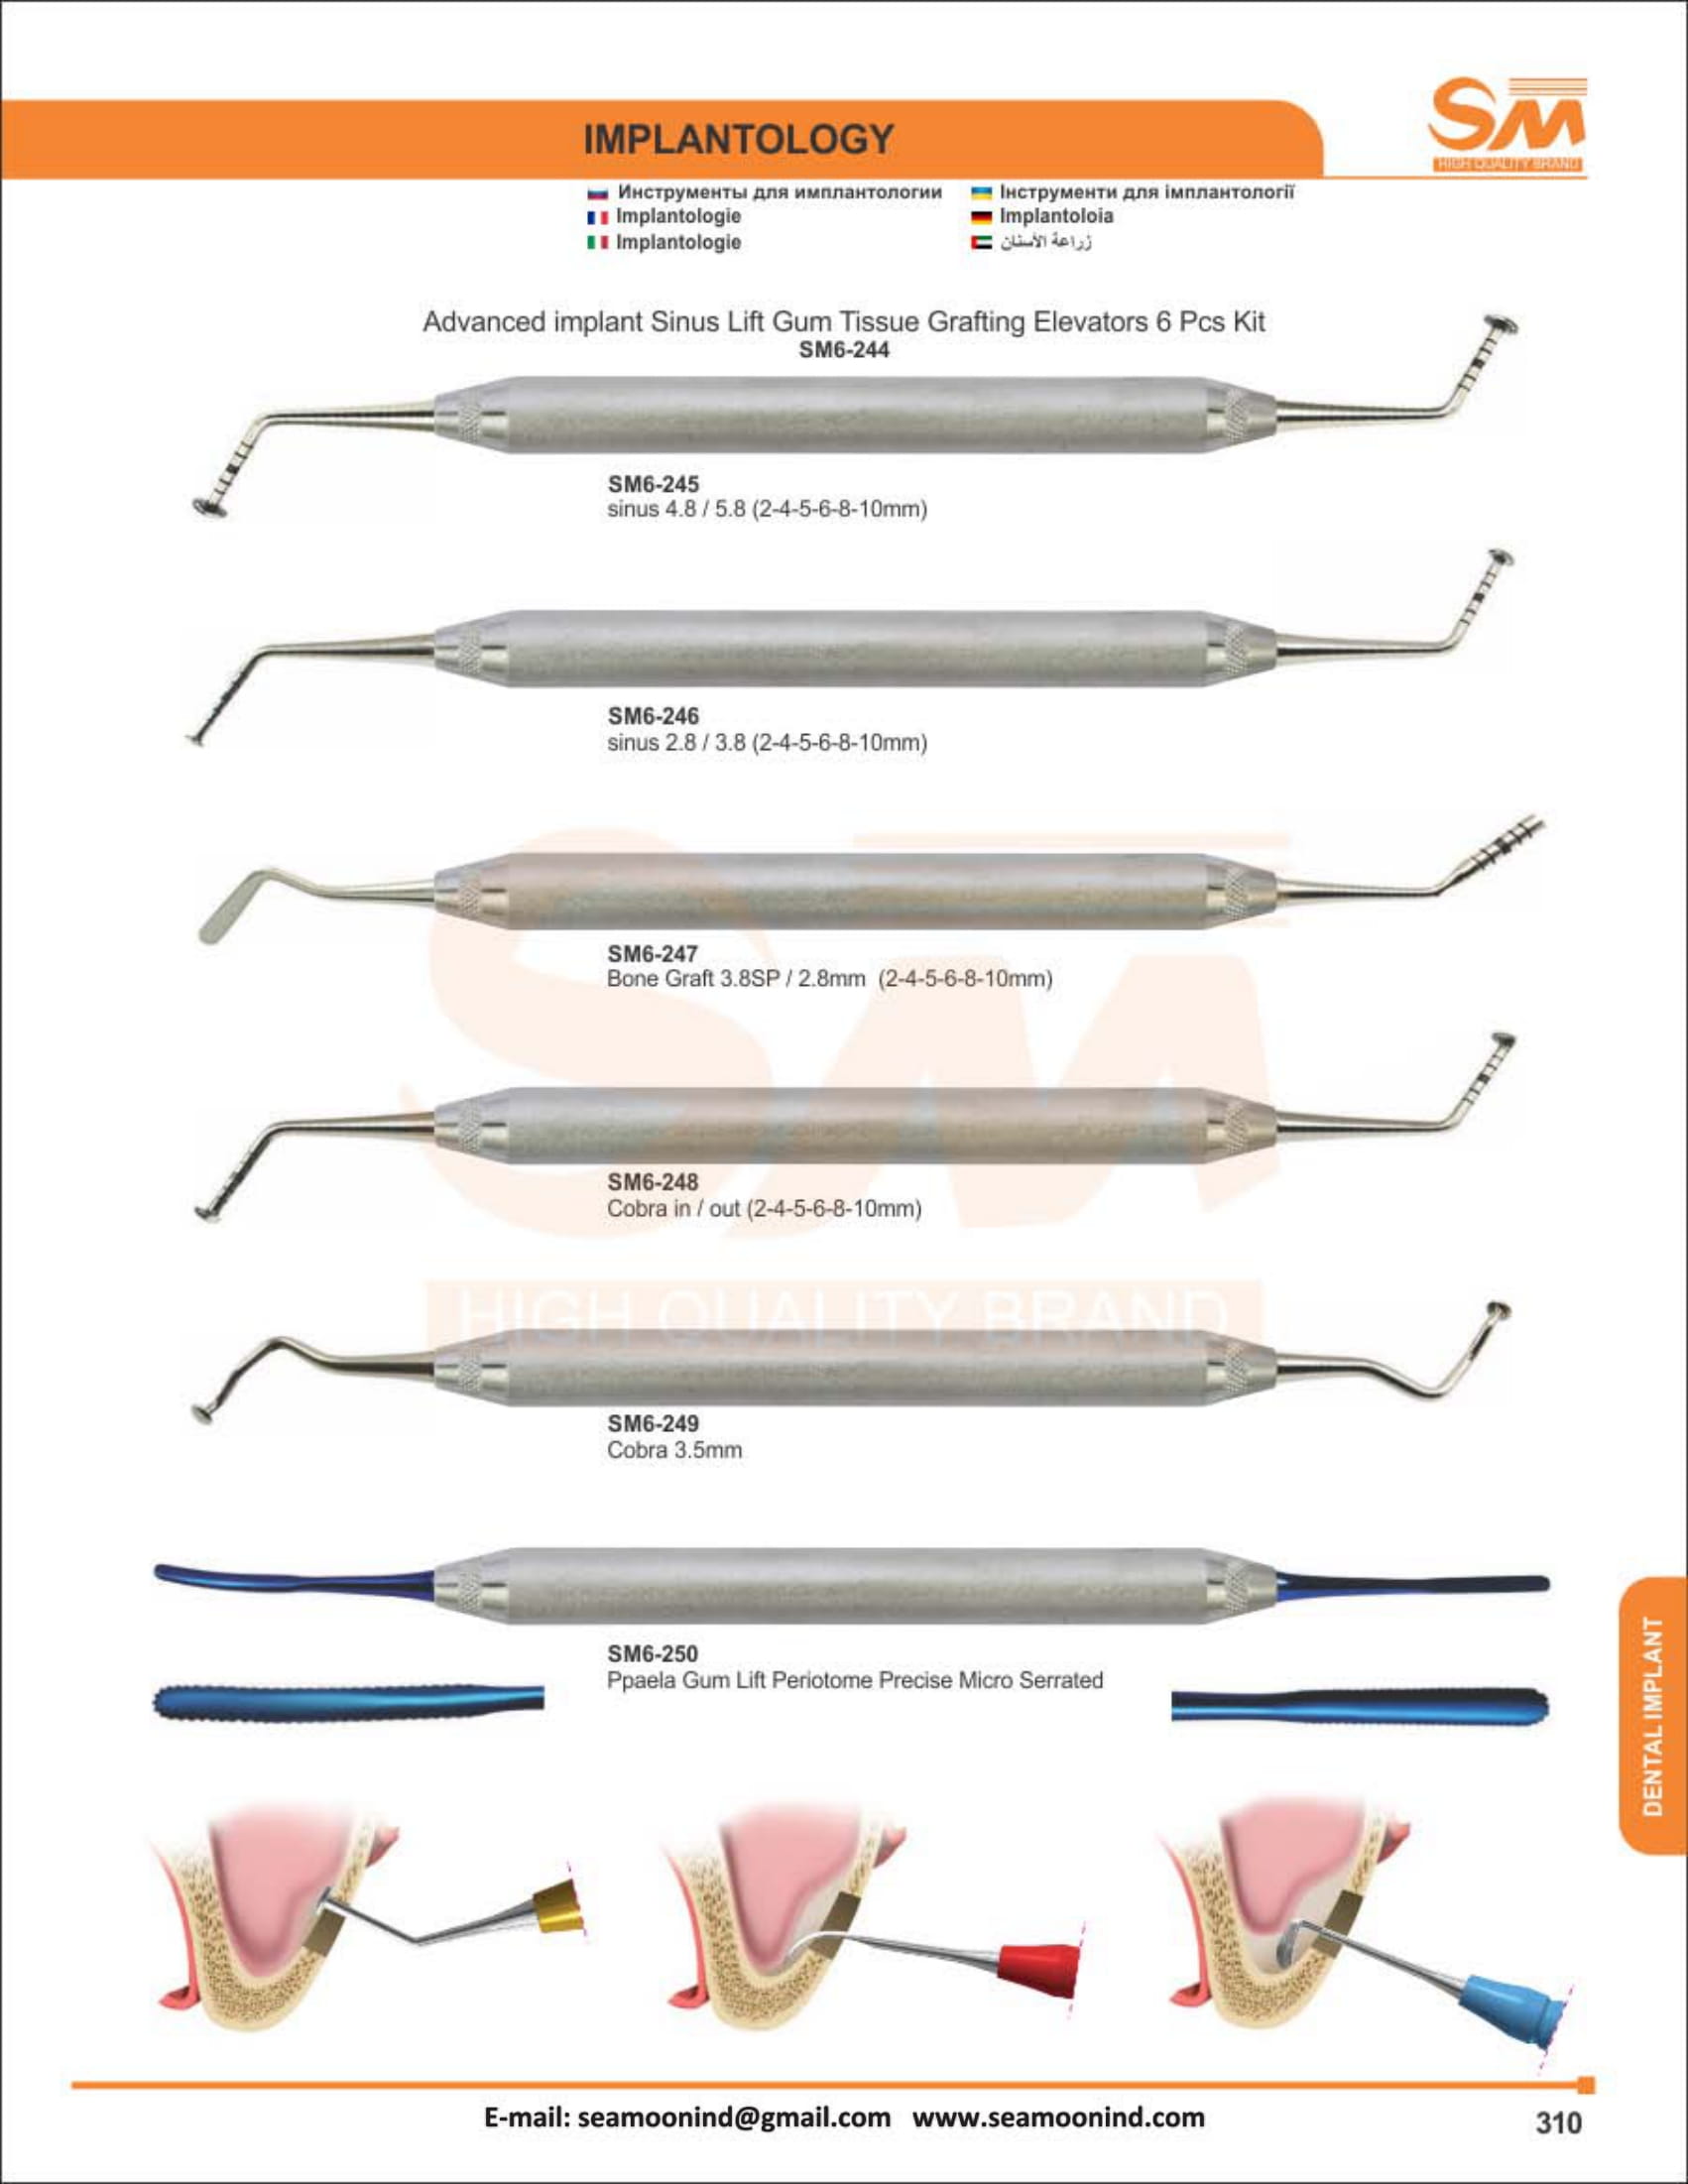 SM
HIGH QUALITY BRAND
IMPLANTOLOGY
Инструменты для имплантологии
Інструменти для імплантології
Implantologie
Implantoloia
Implantologie
زراعة الأسنان
Advanced implant Sinus Lift Gum Tissue Grafting Elevators 6 Pcs Kit
SM6-244
SM6-245
sinus 4.8 / 5.8 (2-4-5-6-8-10mm)
SM6-246
sinus 2.8 / 3.8 (2-4-5-6-8-10mm)
SM6-247
Bone Graft 3.8SP / 2.8mm (2-4-5-6-8-10mm)
SM6-248
Cobra in / out (2-4-5-6-8-10mm)
SM
HIGH QUALITY BRAND
SM6-249
Cobra 3.5mm
SM6-250
Ppaela Gum Lift Periotome Precise Micro Serrated
DENTAL IMPLANT
E-mail: seamoonind@gmail.com www.seamoonind.com
310